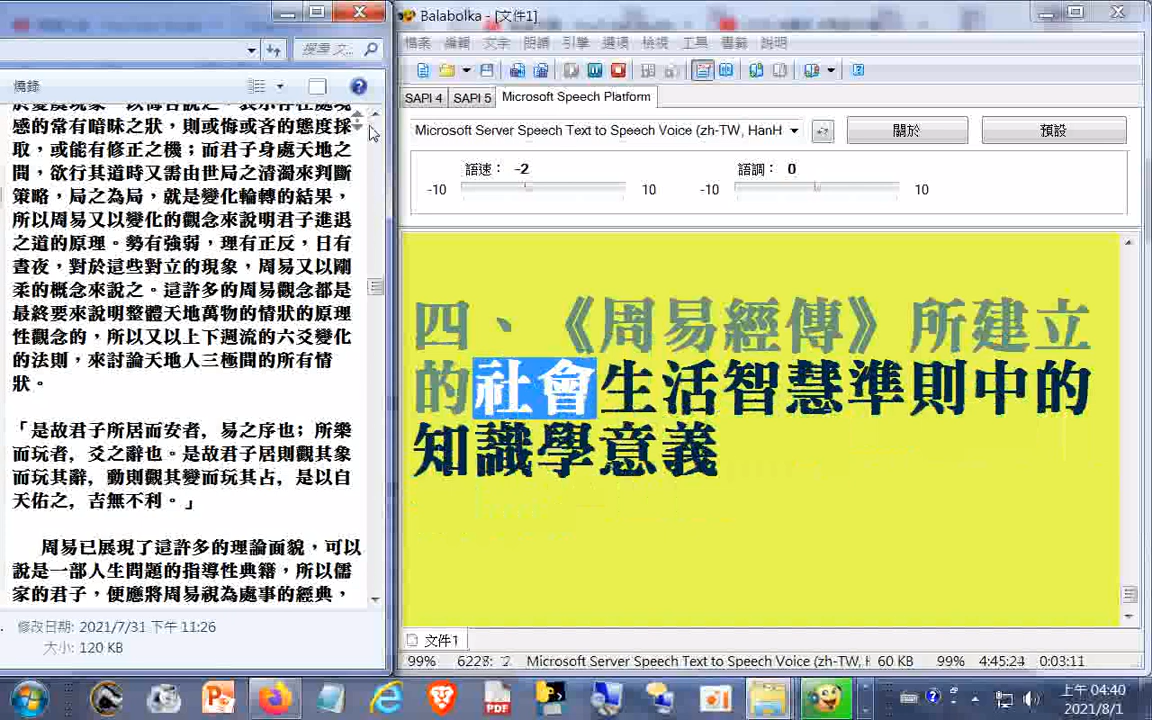 Balabolka - [文件1]
搜尋 文...
檔案 編輯 文字 朗讀 引擎 選項 檢視 工具 書籤 說明
SAPI 4 SAPI 5 Microsoft Speech Platform
Microsoft Server Speech Text to Speech Voice (zh-TW, HanH
關於
預設
語速： -2
語調： 0
-10 10
-10 10
感的常有暗昧之狀，則或悔或吝的態度採
取，或能有修正之機；而君子身處天地之
間，欲行其道時又需由世局之清濁來判斷
策略，局之為局，就是變化輪轉的結果，
所以周易又以變化的觀念來說明君子進退
之道的原理。勢有強弱，理有正反，日有
晝夜，對於這些對立的現象，周易又以剛
柔的概念來說之。這許多的周易觀念都是
最終要來說明整體天地萬物的情狀的原理
性觀念的，所以又以上下週流的六爻變化
的法則，來討論天地人三極間的所有情
狀。
「是故君子所居而安者，易之序也；所樂
而玩者，爻之辭也。是故君子居則觀其象
而玩其辭，動則觀其變而玩其占，是以自
天佑之，吉無不利。」
周易已展現了這許多的理論面貌，可以
說是一部人生問題的指導性典籍，所以儒
家的君子，便應將周易視為處事的經典，
修改日期: 2021/7/31 下午 11:26
大小: 120 KB
四、《周易經傳》所建立
的社會生活智慧準則中的
知識學意義
文件1
99% Microsoft Server Speech Text to Speech Voice (zh-TW, H 60 KB 99% 4:45:24 0:03:11
PDF
上午 04:40
2021/8/1